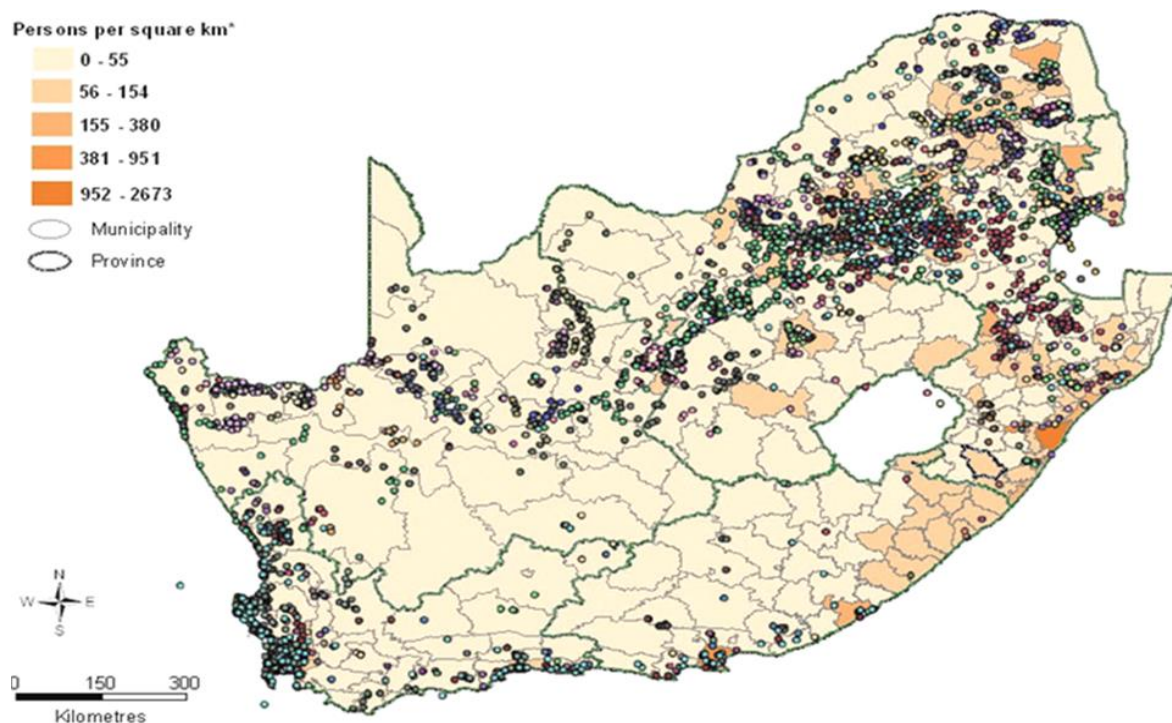 Persons per square km*
0 - 55
56 - 154
155 - 380
381 - 951
952 - 2673
Municipality
Province
N
W E
S
0 150 300
Kilometres